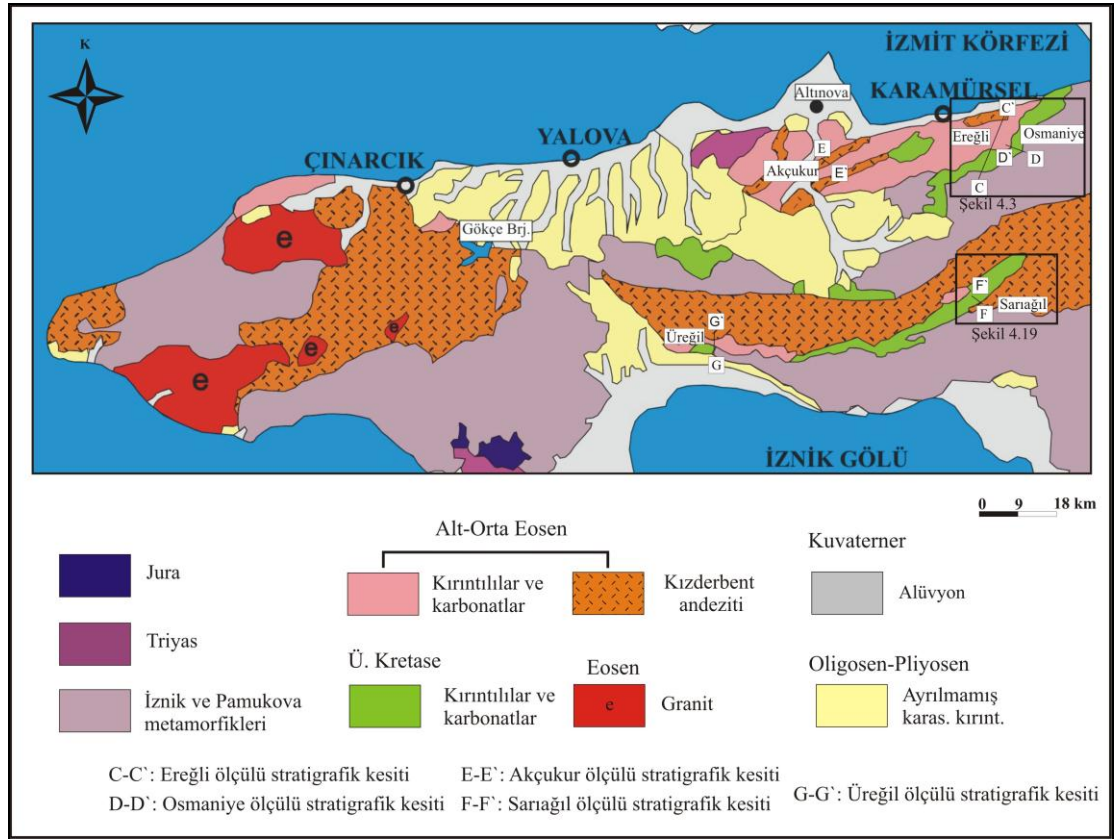 K
İZMİT KÖRFEZİ
KARAMÜRSEL
Altınova
YALOVA
ÇINARCIK
C`
Ereğli
Osmaniye
E
Akçukur
E`
D`
D
C
Şekil 4.3
Gökçe Brj.
e
e
e
e
F`
F
Sarıağıl
Şekil 4.19
G`
Üreğil
G
İZNİK GÖLÜ
0 9 18 km
Alt-Orta Eosen
Kuvaterner
Jura
Kırıntılılar ve
karbonatlar
Kızderbent
andeziti
Alüvyon
Triyas
Ü. Kretase
Eosen
Oligosen-Pliyosen
İznik ve Pamukova
metamorfikleri
Kırıntılılar ve
karbonatlar
e
Granit
Ayrılmamış
karas. kırınt.
C-C`: Ereğli ölçülü stratigrafik kesiti
E-E`: Akçukur ölçülü stratigrafik kesiti
G-G`: Üreğil ölçülü stratigrafik kesiti
D-D`: Osmaniye ölçülü stratigrafik kesiti
F-F`: Sarıağıl ölçülü stratigrafik kesiti